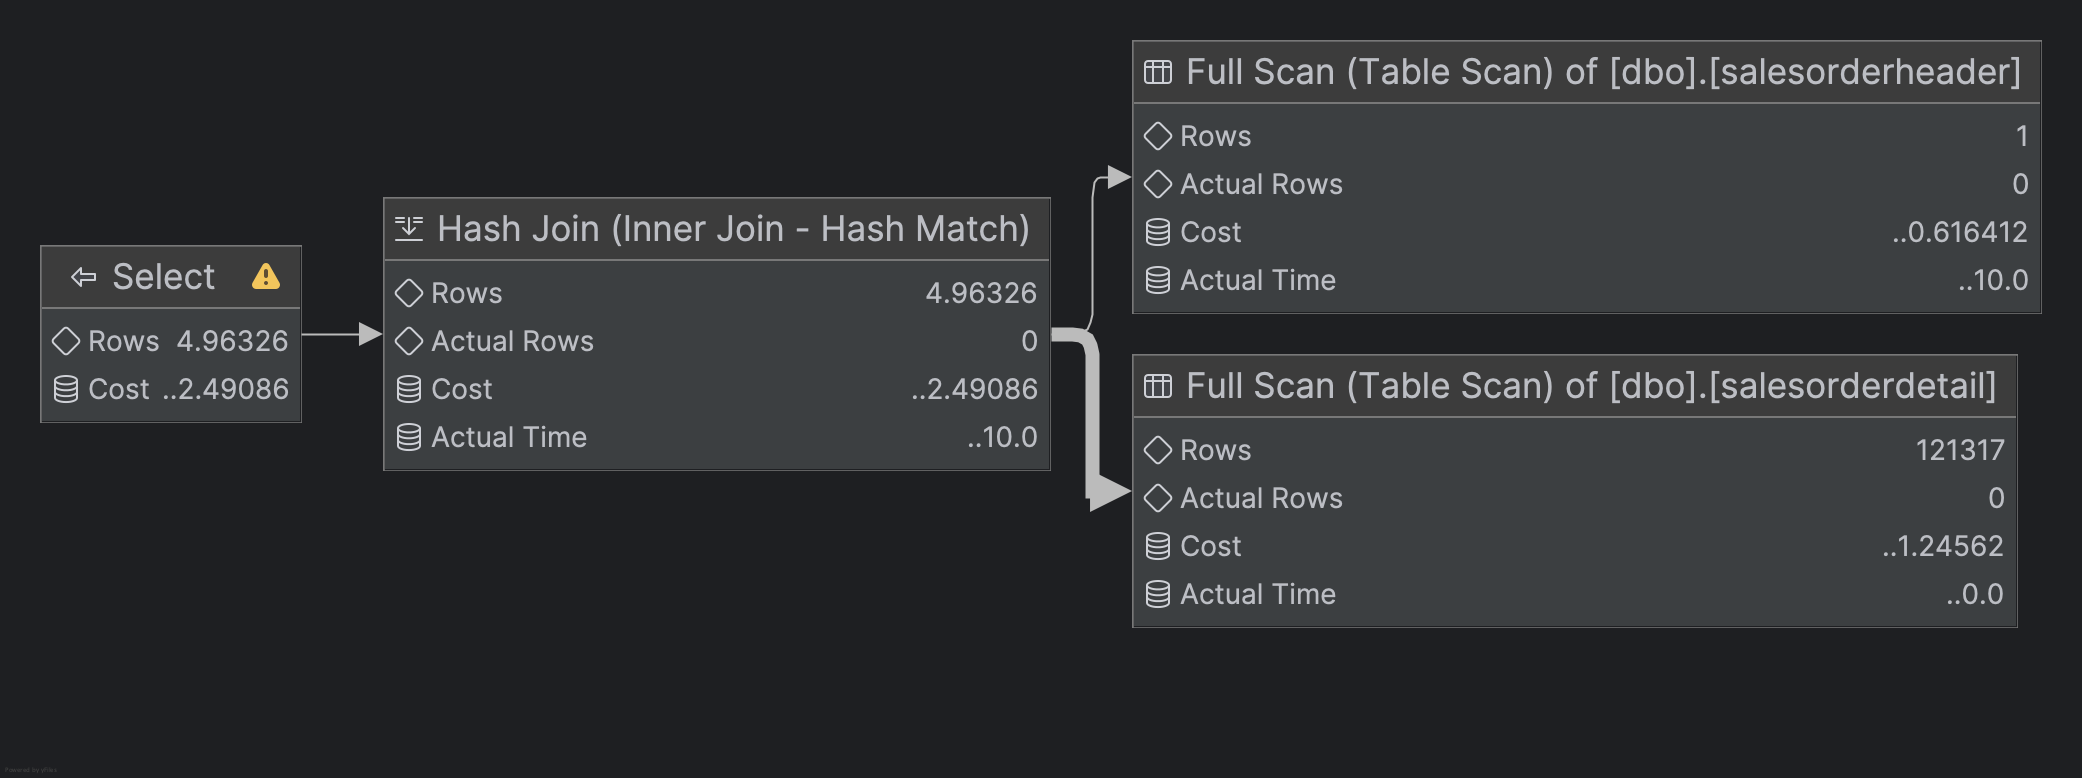 Select
Rows 4.96326
Cost ..2.49086
Hash Join (Inner Join - Hash Match)
Rows 4.96326
Actual Rows 0
Cost ..2.49086
Actual Time ..10.0
Full Scan (Table Scan) of [dbo].[salesorderheader]
Rows 1
Actual Rows 0
Cost ..0.616412
Actual Time ..10.0
Full Scan (Table Scan) of [dbo].[salesorderdetail]
Rows 121317
Actual Rows 0
Cost ..1.24562
Actual Time ..0.0
Powered by yFiles